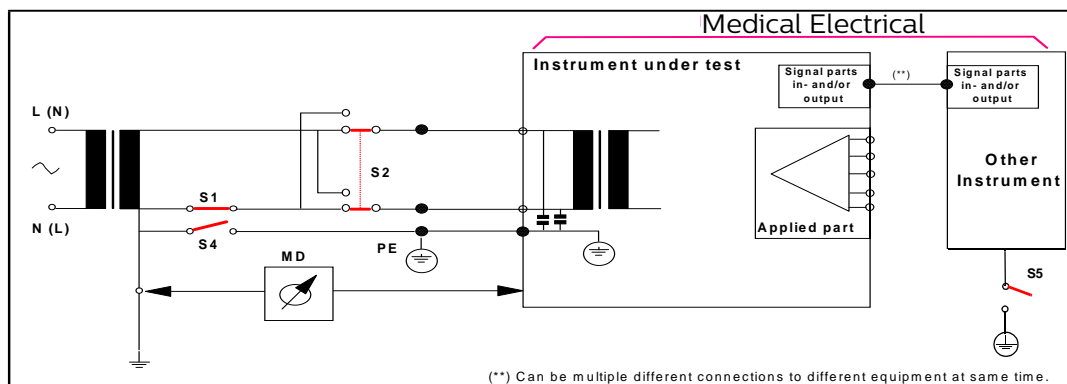 Medical Electrical
Instrument under test
Signal parts
in- and/or
output
(**)
Signal parts
in- and/or
output
L (N)
S2
Other
Instrument
S1
N (L)
S4
PE
Applied part
MD
S5
(**) Can be multiple different connections to different equipment at same time.